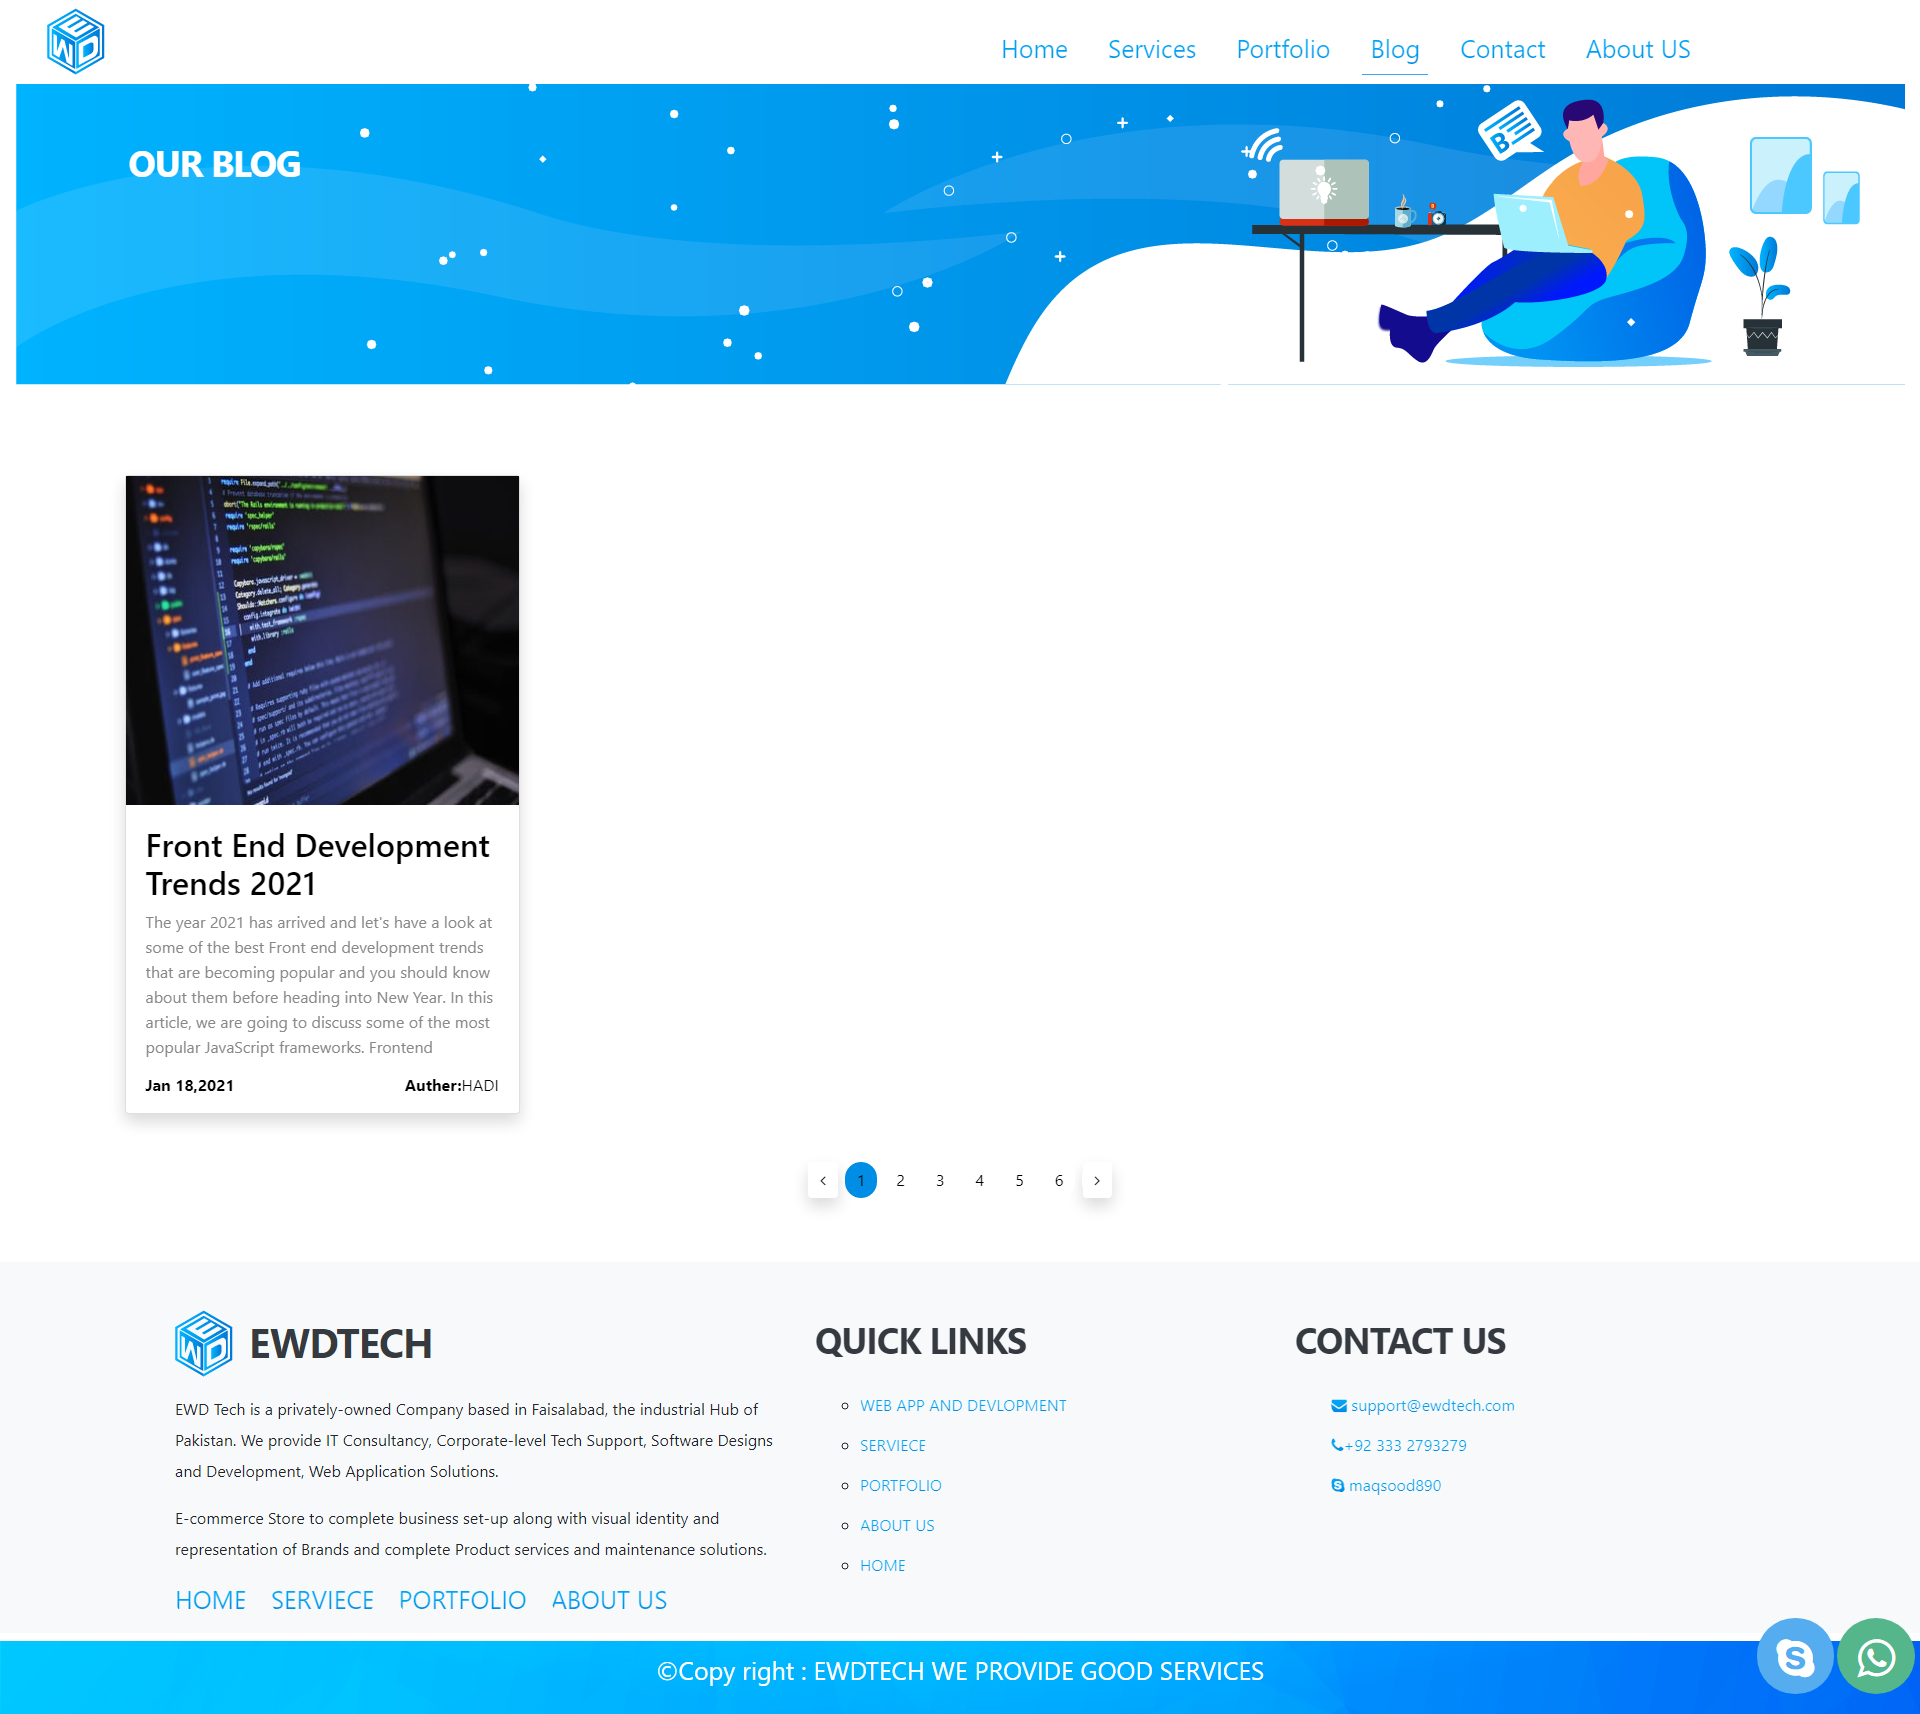 EWD
Home Services Portfolio Blog Contact About US
OUR BLOG
B
Front End Development
Trends 2021
The year 2021 has arrived and let's have a look at
some of the best Front end development trends
that are becoming popular and you should know
about them before heading into New Year. In this
article, we are going to discuss some of the most
popular JavaScript frameworks. Frontend
Jan 18,2021 Auther:HADI
‹ 1 2 3 4 5 6 ›
EWD EWDTECH
EWD Tech is a privately-owned Company based in Faisalabad, the industrial Hub of
Pakistan. We provide IT Consultancy, Corporate-level Tech Support, Software Designs
and Development, Web Application Solutions.
E-commerce Store to complete business set-up along with visual identity and
representation of Brands and complete Product services and maintenance solutions.
HOME SERVIECE PORTFOLIO ABOUT US
QUICK LINKS
WEB APP AND DEVLOPMENT
SERVIECE
PORTFOLIO
ABOUT US
HOME
CONTACT US
support@ewdtech.com
+92 333 2793279
maqsood890
©Copy right : EWDTECH WE PROVIDE GOOD SERVICES